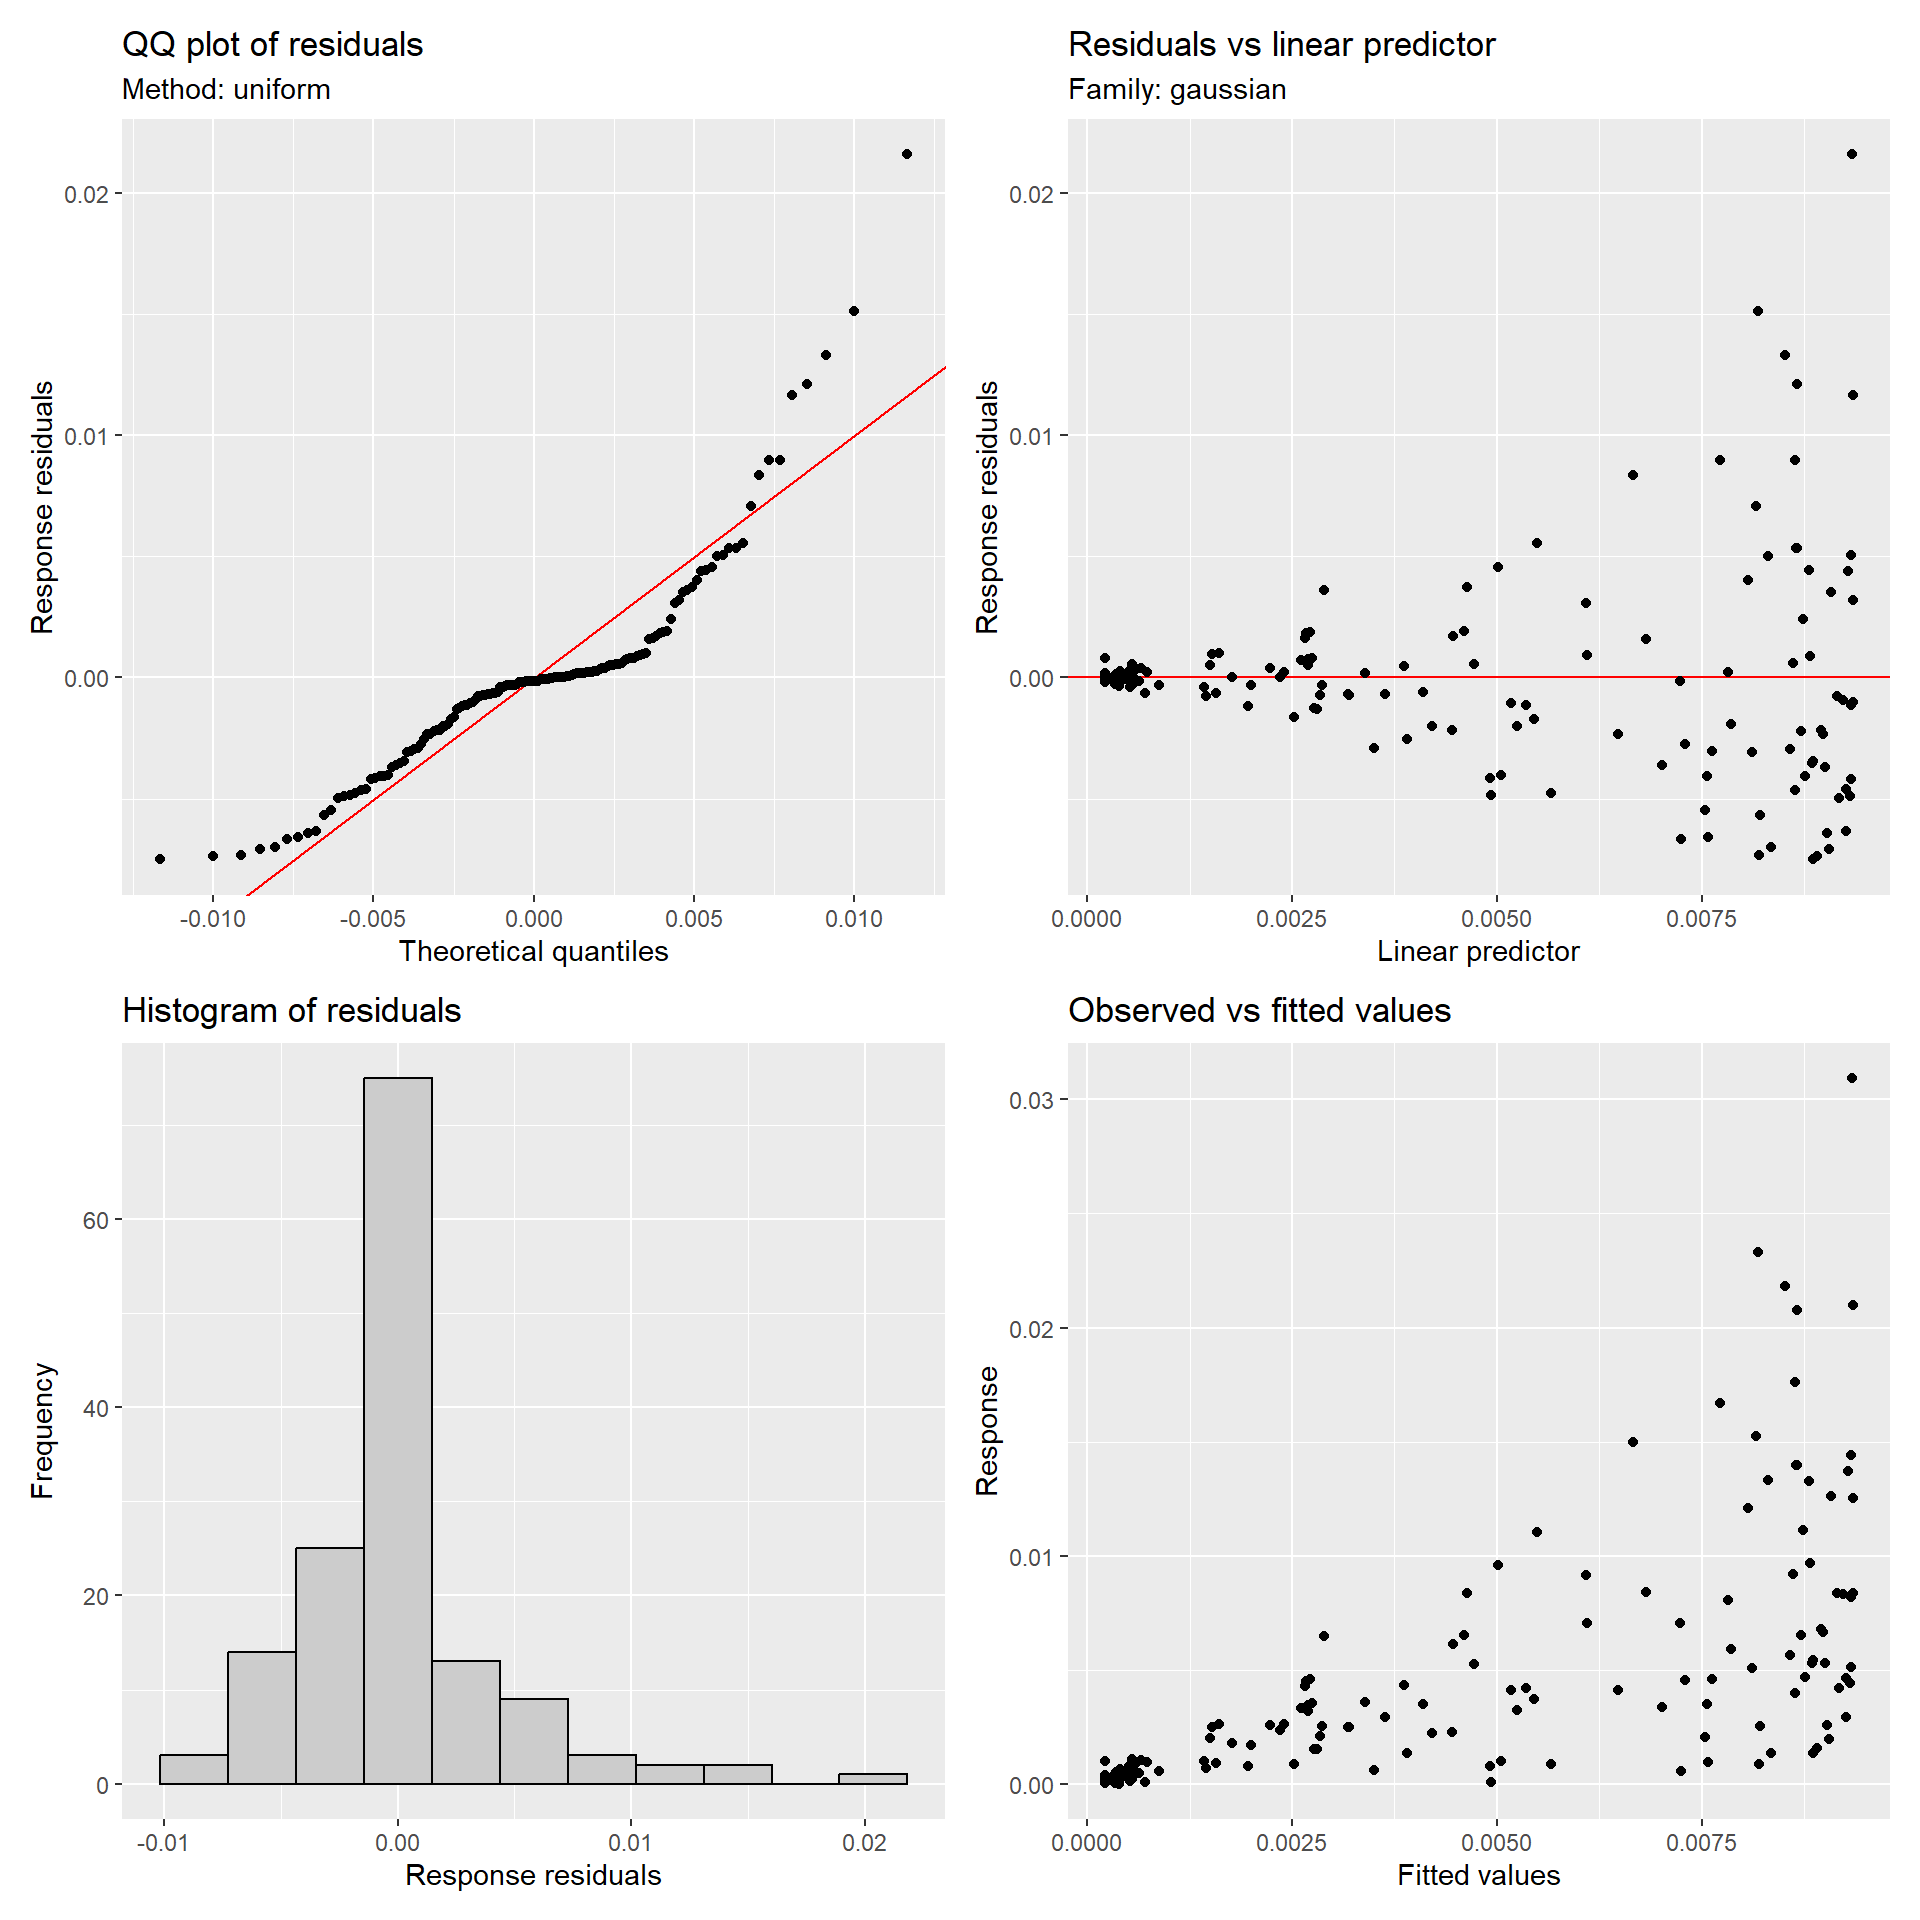 QQ plot of residuals
Method: uniform
Response residuals
0.02
0.01
0.00
-0.010 -0.005 0.000 0.005 0.010
Theoretical quantiles
Residuals vs linear predictor
Family: gaussian
Response residuals
0.02
0.01
0.00
0.0000 0.0025 0.0050 0.0075
Linear predictor
Histogram of residuals
Frequency
60
40
20
0
-0.01 0.00 0.01 0.02
Response residuals
Observed vs fitted values
Response
0.03
0.02
0.01
0.00
0.0000 0.0025 0.0050 0.0075
Fitted values